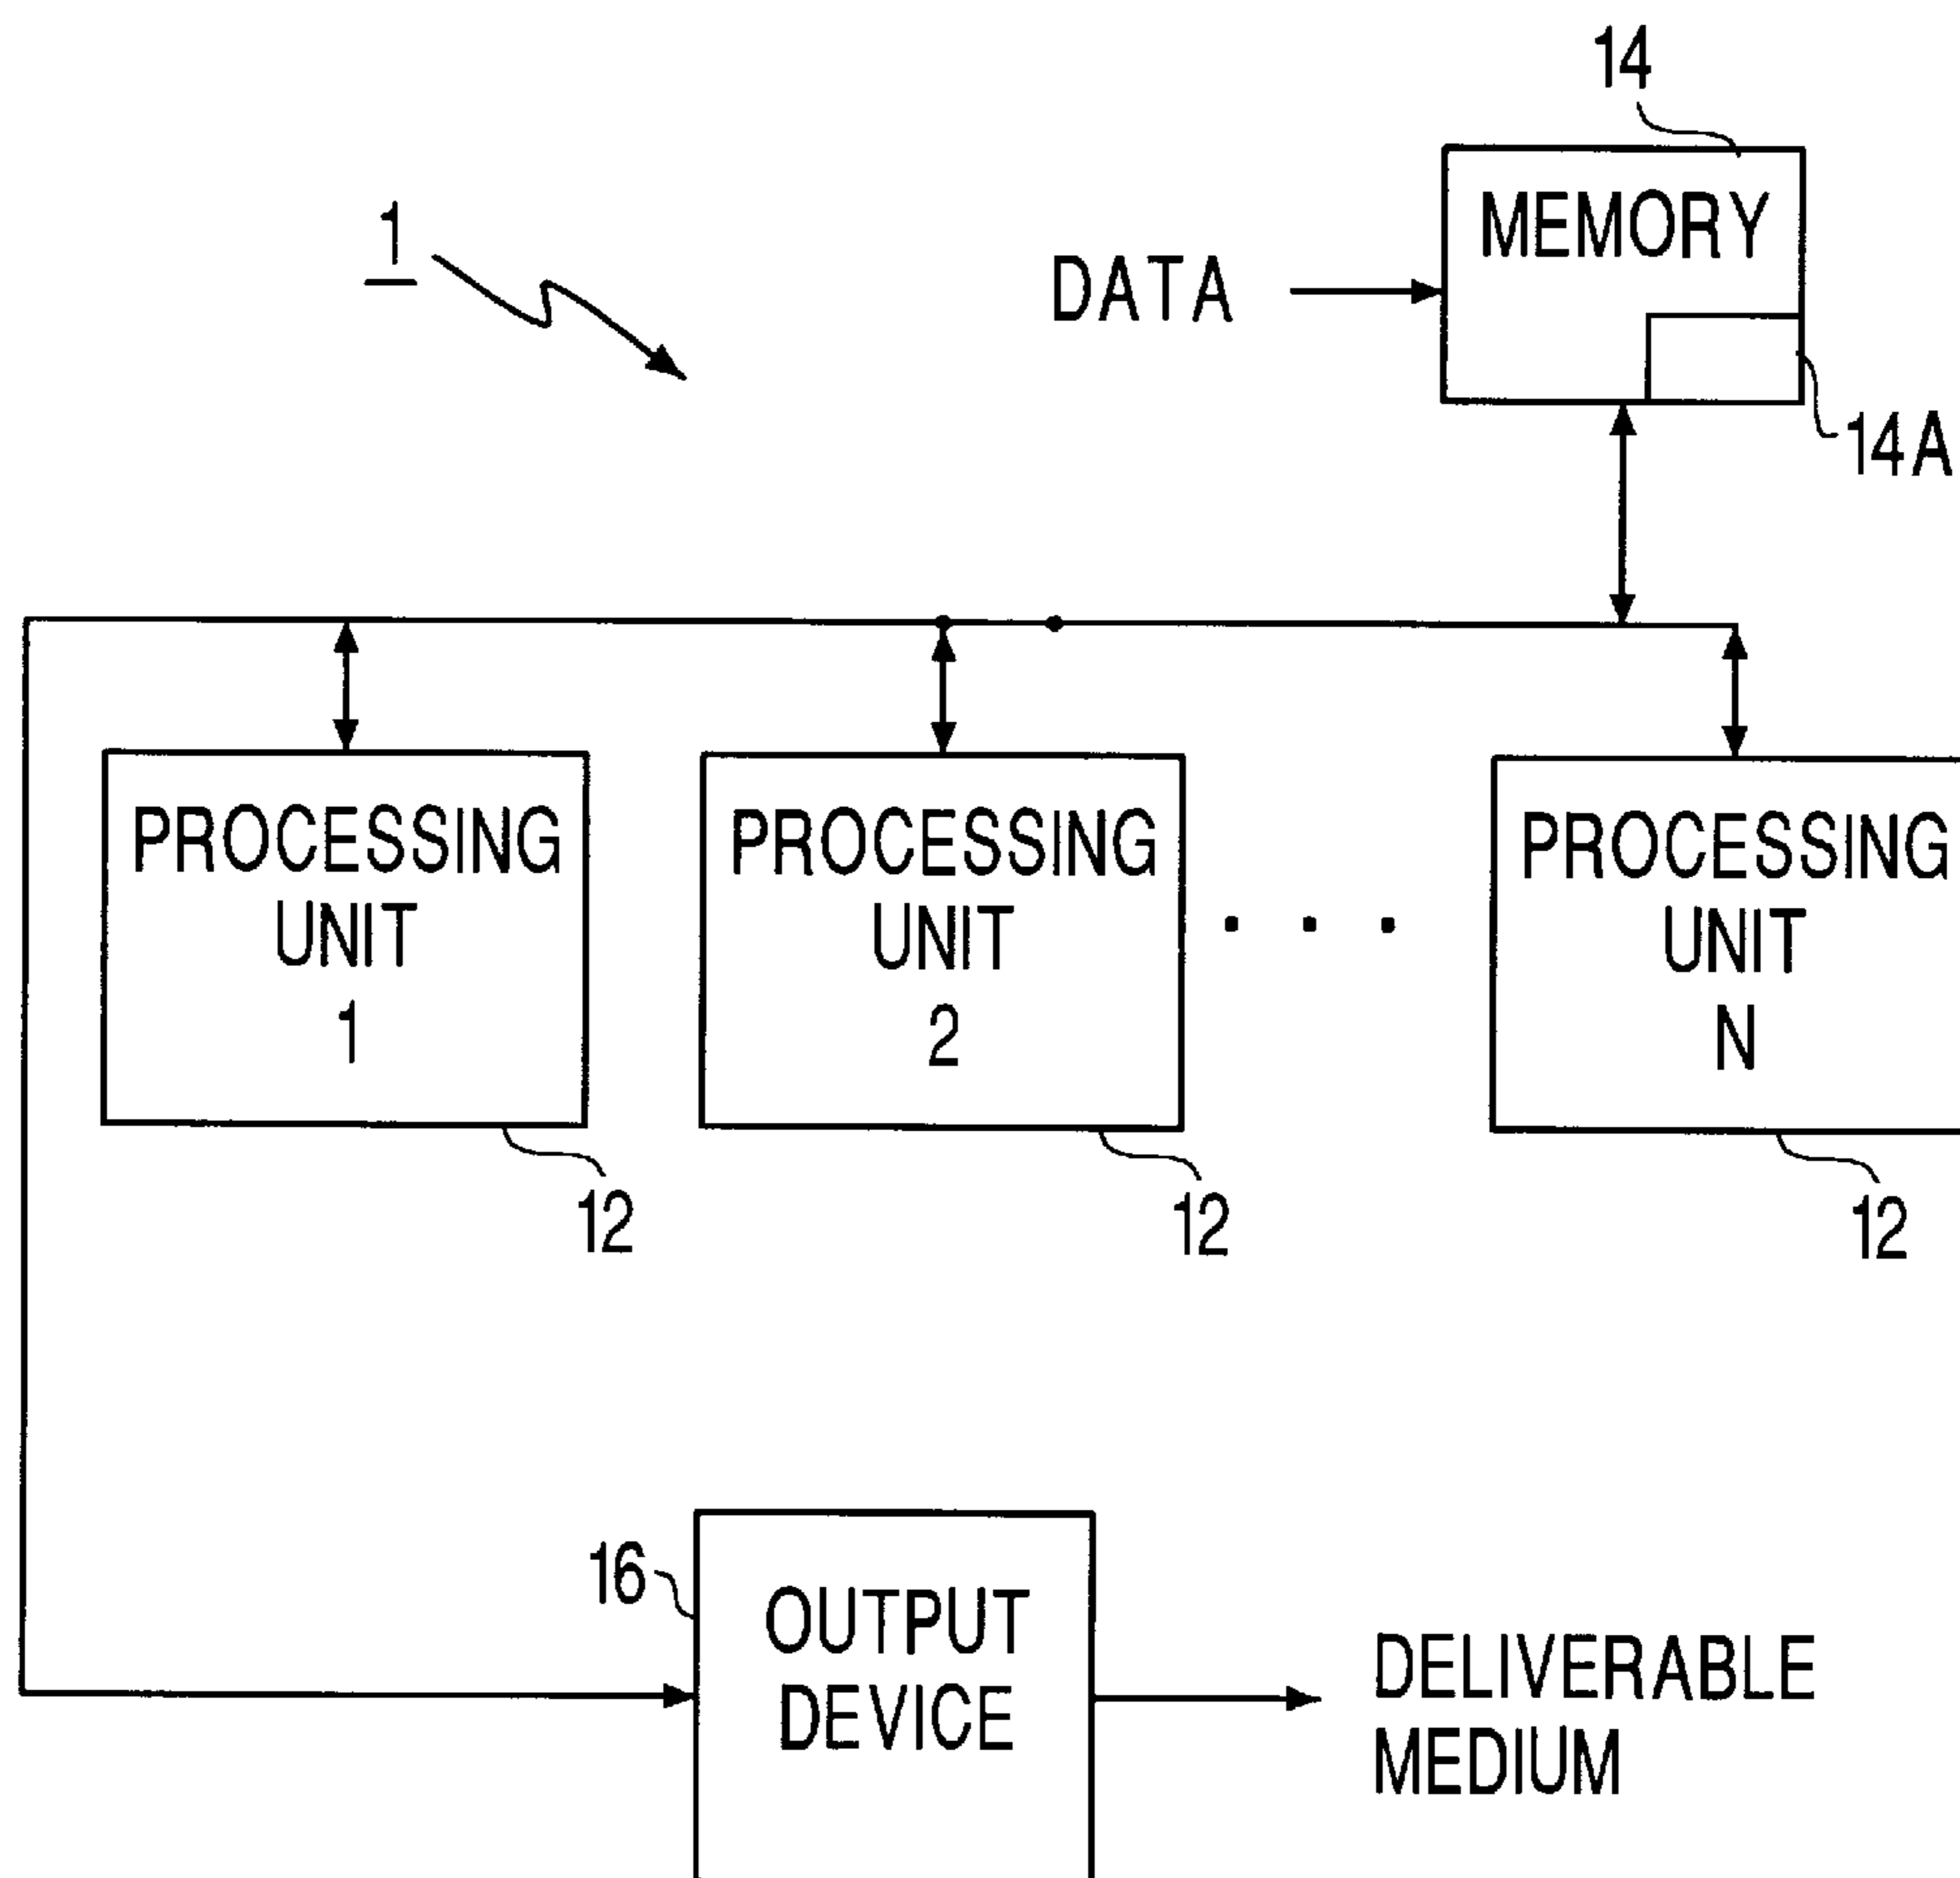 14
MEMORY
1
DATA
14A
PROCESSING
UNIT
1
PROCESSING
UNIT
2
. . .
PROCESSING
UNIT
N
12
12
12
16
OUTPUT
DEVICE
DELIVERABLE
MEDIUM